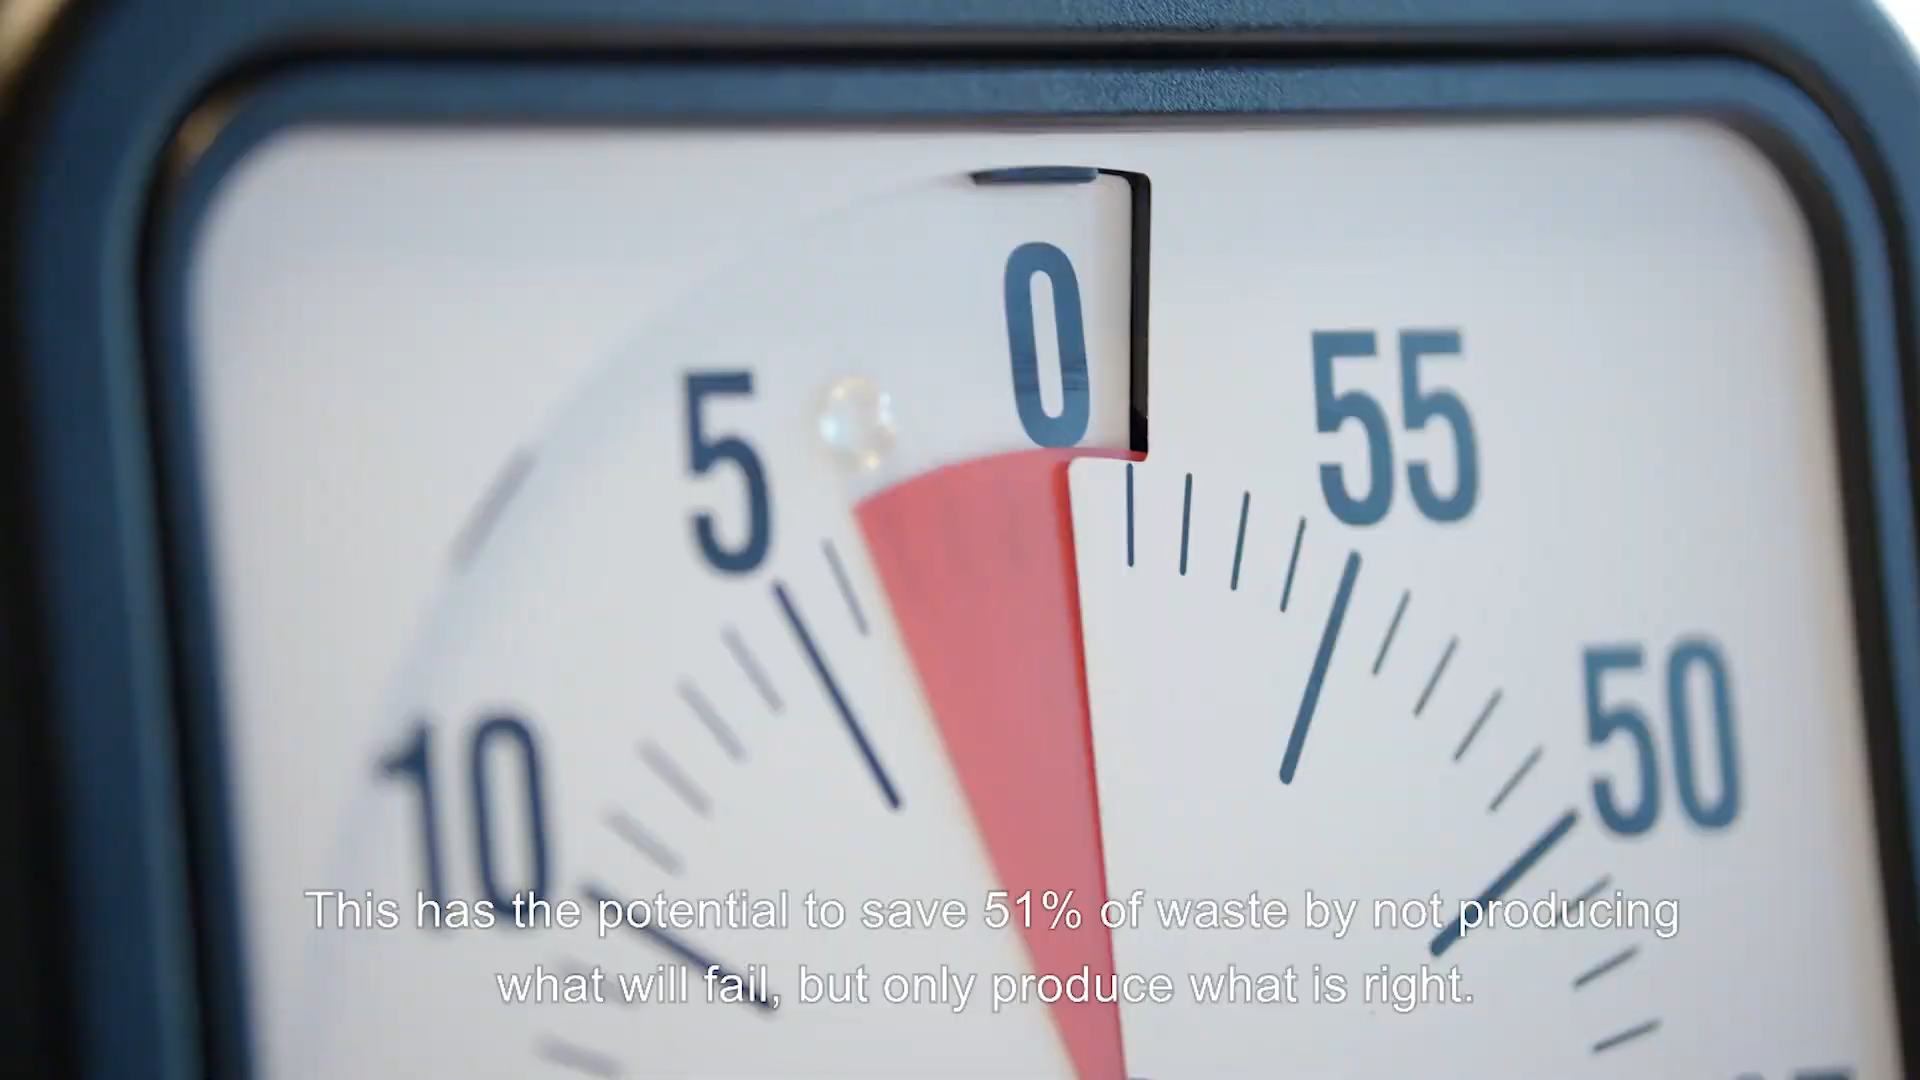 0
5
55
10
50
This has the potential to save 51% of waste by not producing
what will fail, but only produce what is right.